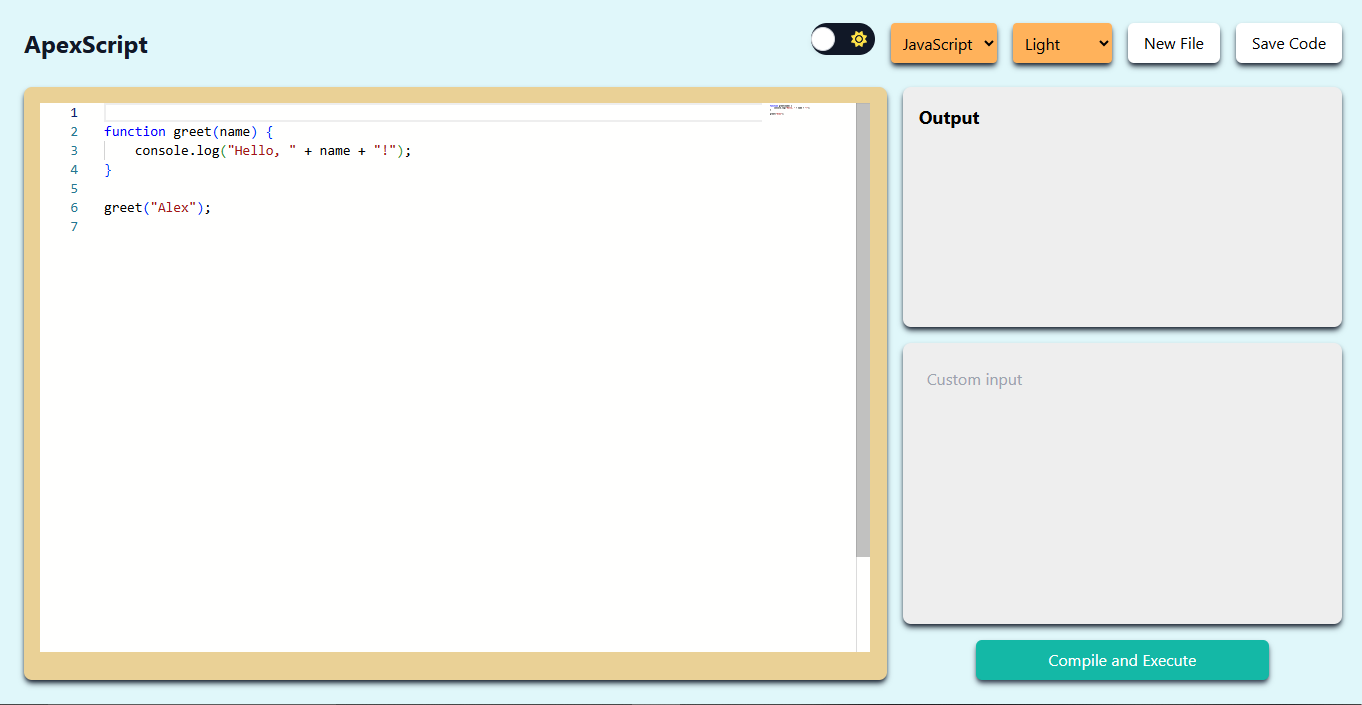 ApexScript
JavaScript
Light
New File
Save Code
1
2 function greet(name) {
3     console.log("Hello, " + name + "!");
4 }
5
6 greet("Alex");
7
Output
Custom input
Compile and Execute